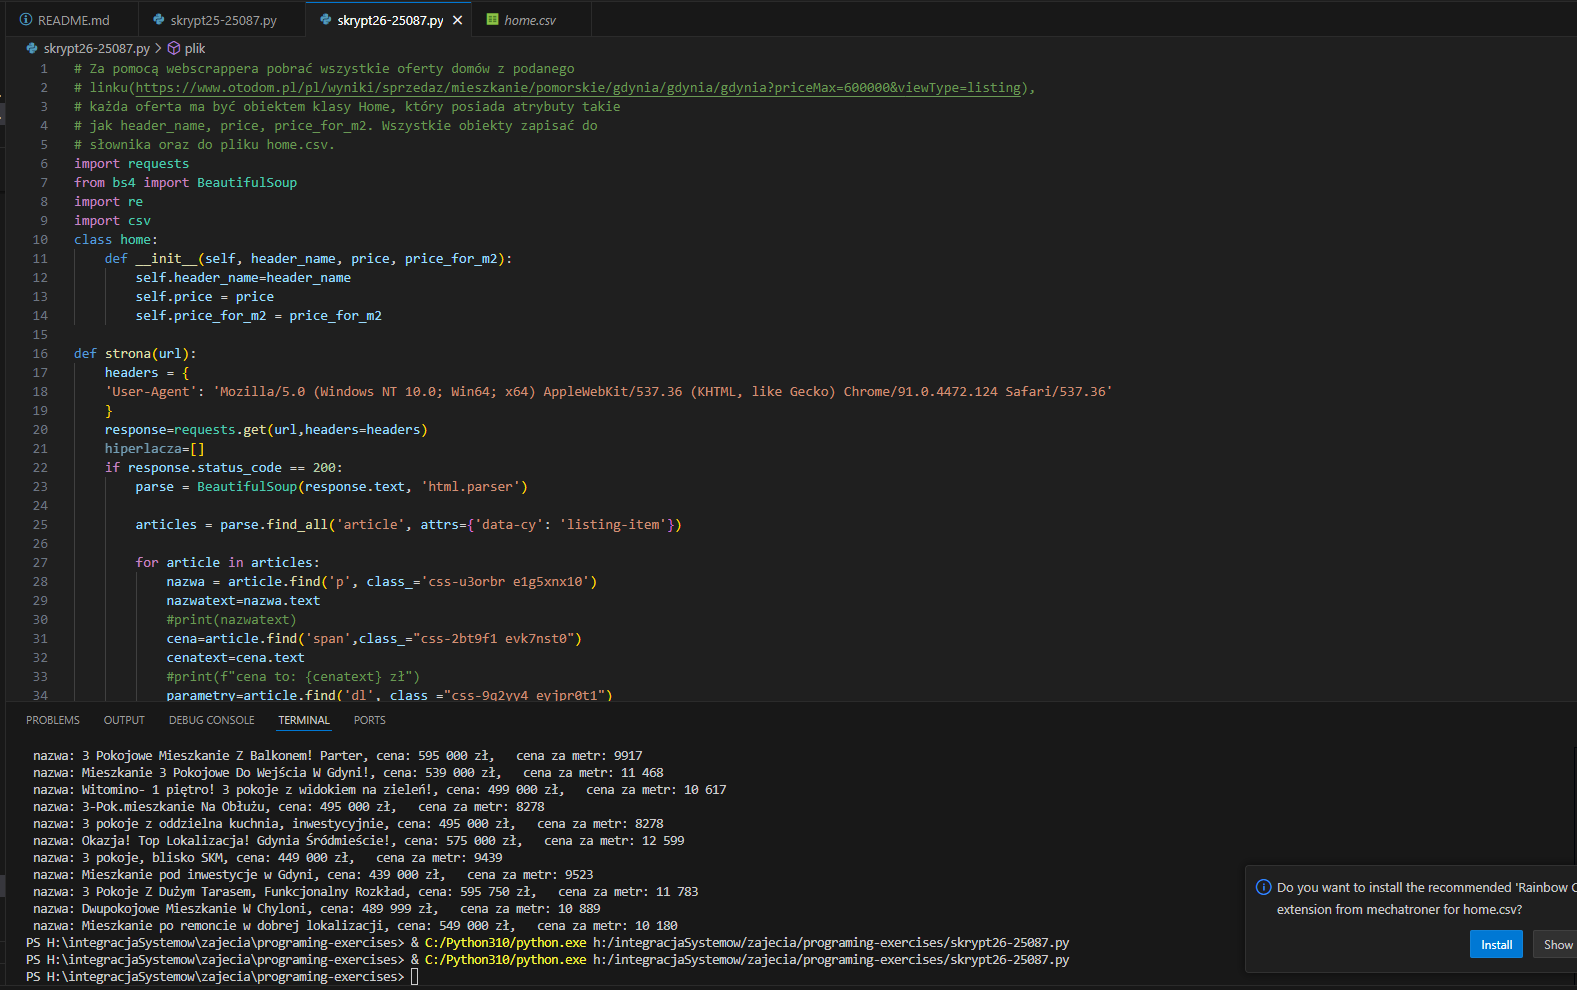 README.md
skrypt25-25087.py
skrypt26-25087.py
home.csv
skrypt26-25087.py > plik
1 # Za pomocą webscrappera pobrać wszystkie oferty domów z podanego
2 # linku(https://www.otodom.pl/pl/wyniki/sprzedaz/mieszkanie/pomorskie/gdynia/gdynia/gdynia?priceMax=600000&viewType=listing),
3 # każda oferta ma być obiektem klasy Home, który posiada atrybuty takie
4 # jak header_name, price, price_for_m2. Wszystkie obiekty zapisać do
5 # słownika oraz do pliku home.csv.
6 import requests
7 from bs4 import BeautifulSoup
8 import re
9 import csv
10 class home:
11 def __init__(self, header_name, price, price_for_m2):
12 self.header_name=header_name
13 self.price = price
14 self.price_for_m2 = price_for_m2
15
16 def strona(url):
17 headers = {
18 'User-Agent': 'Mozilla/5.0 (Windows NT 10.0; Win64; x64) AppleWebKit/537.36 (KHTML, like Gecko) Chrome/91.0.4472.124 Safari/537.36'
19 }
20 response=requests.get(url,headers=headers)
21 hiperlacza=[]
22 if response.status_code == 200:
23 parse = BeautifulSoup(response.text, 'html.parser')
24
25 articles = parse.find_all('article', attrs={'data-cy': 'listing-item'})
26
27 for article in articles:
28 nazwa = article.find('p', class_='css-u3orbr e1g5xnx10')
29 nazwatext=nazwa.text
30 #print(nazwatext)
31 cena=article.find('span',class_="css-2bt9f1 evk7nst0")
32 cenatext=cena.text
33 #print(f"cena to: {cenatext} zł")
34 parametry=article.find('dl', class_="css-9q2yy4 eyjpr0t1")
PROBLEMS OUTPUT DEBUG CONSOLE TERMINAL PORTS
nazwa: 3 Pokojowe Mieszkanie Z Balkonem! Parter, cena: 595 000 zł, cena za metr: 9917
nazwa: Mieszkanie 3 Pokojowe Do Wejścia W Gdyni!, cena: 539 000 zł, cena za metr: 11 468
nazwa: Witomino- 1 piętro! 3 pokoje z widokiem na zieleń!, cena: 499 000 zł, cena za metr: 10 617
nazwa: 3-Pok.mieszkanie Na Obłużu, cena: 495 000 zł, cena za metr: 8278
nazwa: 3 pokoje z oddzielna kuchnia, inwestycyjnie, cena: 495 000 zł, cena za metr: 8278
nazwa: Okazja! Top Lokalizacja! Gdynia Śródmieście!, cena: 575 000 zł, cena za metr: 12 599
nazwa: 3 pokoje, blisko SKM, cena: 449 000 zł, cena za metr: 9439
nazwa: Mieszkanie pod inwestycje w Gdyni, cena: 439 000 zł, cena za metr: 9523
nazwa: 3 Pokoje Z Dużym Tarasem, Funkcjonalny Rozkład, cena: 595 750 zł, cena za metr: 11 783
nazwa: Dwupokojowe Mieszkanie W Chyloni, cena: 489 999 zł, cena za metr: 10 889
nazwa: Mieszkanie po remoncie w dobrej lokalizacji, cena: 549 000 zł, cena za metr: 10 180
PS H:\integracjaSystemow\zajecia\programing-exercises> & C:/Python310/python.exe h:/integracjaSystemow/zajecia/programing-exercises/skrypt26-25087.py
PS H:\integracjaSystemow\zajecia\programing-exercises> & C:/Python310/python.exe h:/integracjaSystemow/zajecia/programing-exercises/skrypt26-25087.py
PS H:\integracjaSystemow\zajecia\programing-exercises>
Do you want to install the recommended 'Rainbow C
extension from mechatroner for home.csv?
Install
Show